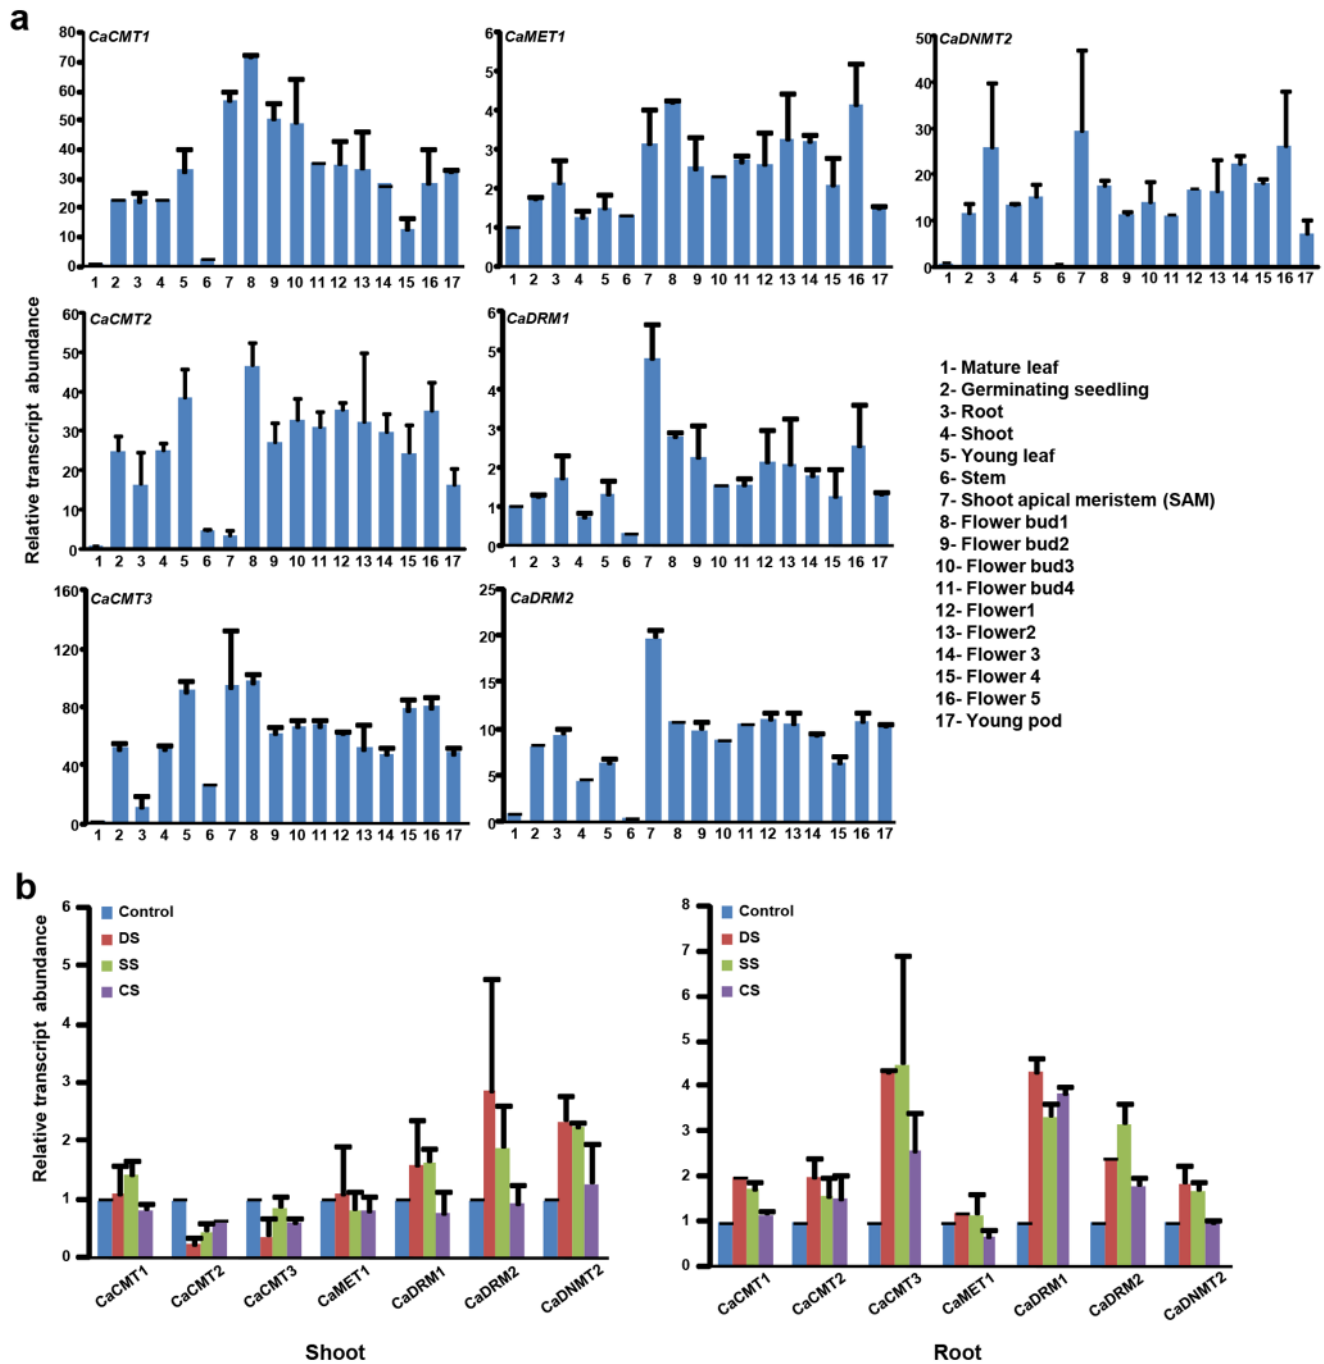 a
CaCMT1
80
70
60
50
40
30
20
10
0
1 2 3 4 5 6 7 8 9 10 11 12 13 14 15 16 17
CaMET1
6
5
4
3
2
1
0
1 2 3 4 5 6 7 8 9 10 11 12 13 14 15 16 17
CaDNMT2
50
40
30
20
10
0
1 2 3 4 5 6 7 8 9 10 11 12 13 14 15 16 17
Relative transcript abundance
CaCMT2
60
50
40
30
20
10
0
1 2 3 4 5 6 7 8 9 10 11 12 13 14 15 16 17
CaDRM1
6
5
4
3
2
1
0
1 2 3 4 5 6 7 8 9 10 11 12 13 14 15 16 17
CaCMT3
160
120
80
40
0
1 2 3 4 5 6 7 8 9 10 11 12 13 14 15 16 17
CaDRM2
25
20
15
10
5
0
1 2 3 4 5 6 7 8 9 10 11 12 13 14 15 16 17
1- Mature leaf
2- Germinating seedling
3- Root
4- Shoot
5- Young leaf
6- Stem
7- Shoot apical meristem (SAM)
8- Flower bud1
9- Flower bud2
10- Flower bud3
11- Flower bud4
12- Flower1
13- Flower2
14- Flower 3
15- Flower 4
16- Flower 5
17- Young pod
b
Relative transcript abundance
6
5
4
3
2
1
0
Control
DS
SS
CS
CaCMT1 CaCMT2 CaCMT3 CaMET1 CaDRM1 CaDRM2 CaDNMT2
Shoot
8
7
6
5
4
3
2
1
0
Control
DS
SS
CS
CaCMT1 CaCMT2 CaCMT3 CaMET1 CaDRM1 CaDRM2 CaDNMT2
Root